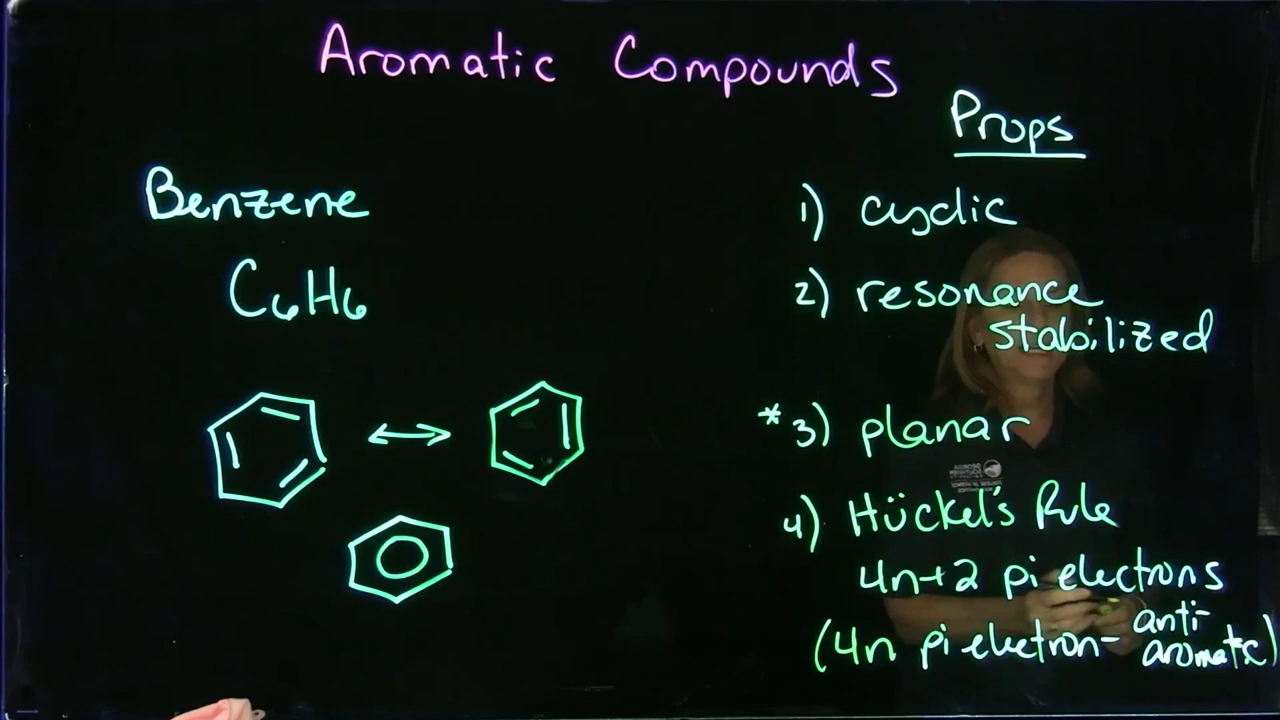 Aromatic Compounds
Props
Benzene
C6H6
1) cyclic
2) resonance
stabilized
*3) planar
4) Hückel's Rule
4n+2 pi electrons
(4n pi electron- anti-
aromatic)